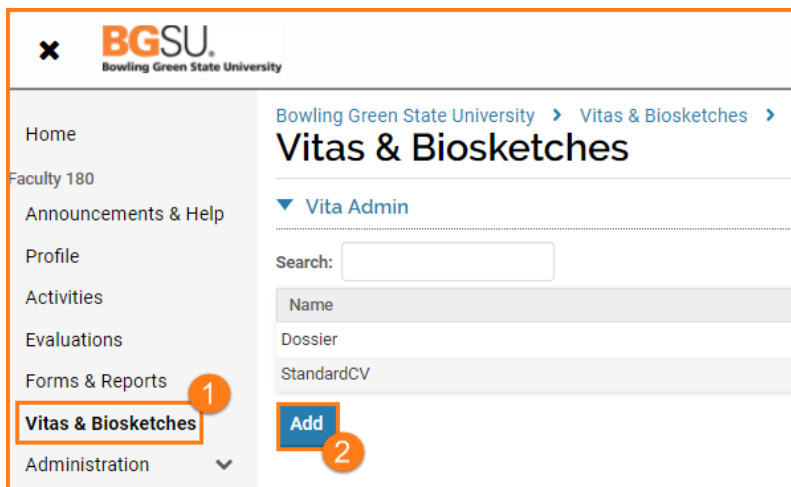 BGSU.
Bowling Green State University
Home
Faculty 180
Announcements & Help
Profile
Activities
Evaluations
Forms & Reports
1
Vitas & Biosketches
Administration
Bowling Green State University > Vitas & Biosketches >
Vitas & Biosketches
Vita Admin
Search:
Name
Dossier
StandardCV
Add
2